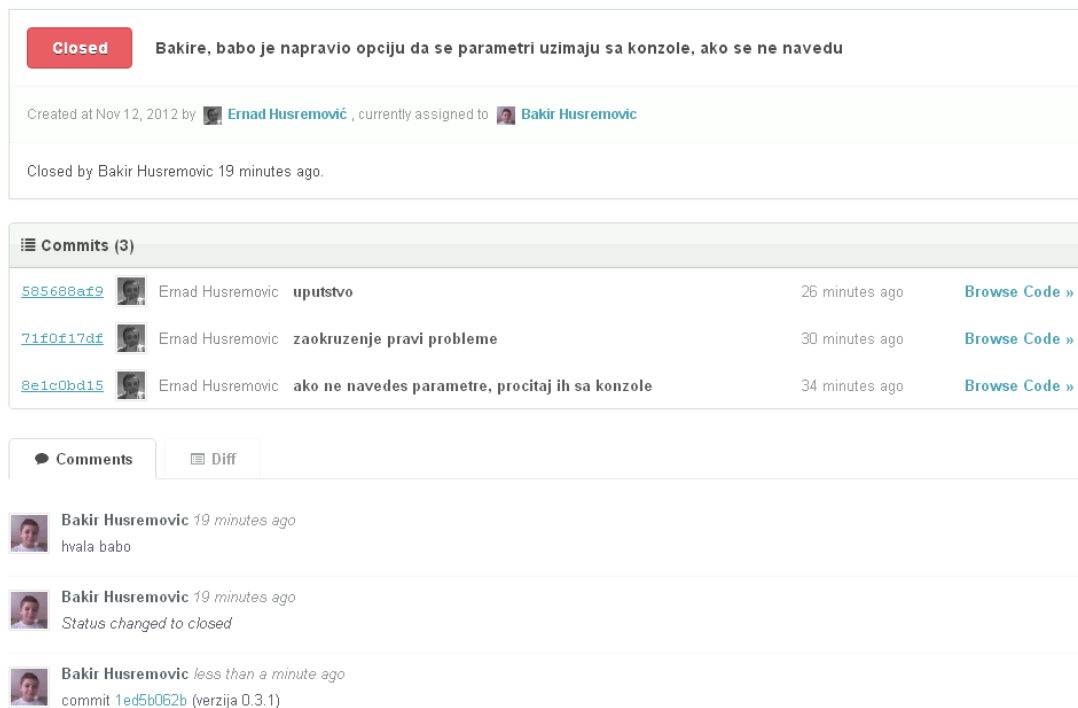 Closed Bakire, babo je napravio opciju da se parametri uzimaju sa konzole, ako se ne navedu
Created at Nov 12, 2012 by Ernad Husremović , currently assigned to Bakir Husremovic
Closed by Bakir Husremovic 19 minutes ago.
Commits (3)
585688af9 Ernad Husremovic uputstvo 26 minutes ago Browse Code »
71f0f17df Ernad Husremovic zaokruzenje pravi probleme 30 minutes ago Browse Code »
8e1c0bd15 Ernad Husremovic ako ne navedes parametre, procitaj ih sa konzole 34 minutes ago Browse Code »
Comments Diff
Bakir Husremovic 19 minutes ago
hvala babo
Bakir Husremovic 19 minutes ago
Status changed to closed
Bakir Husremovic less than a minute ago
commit 1ed5b062b (verzija 0.3.1)